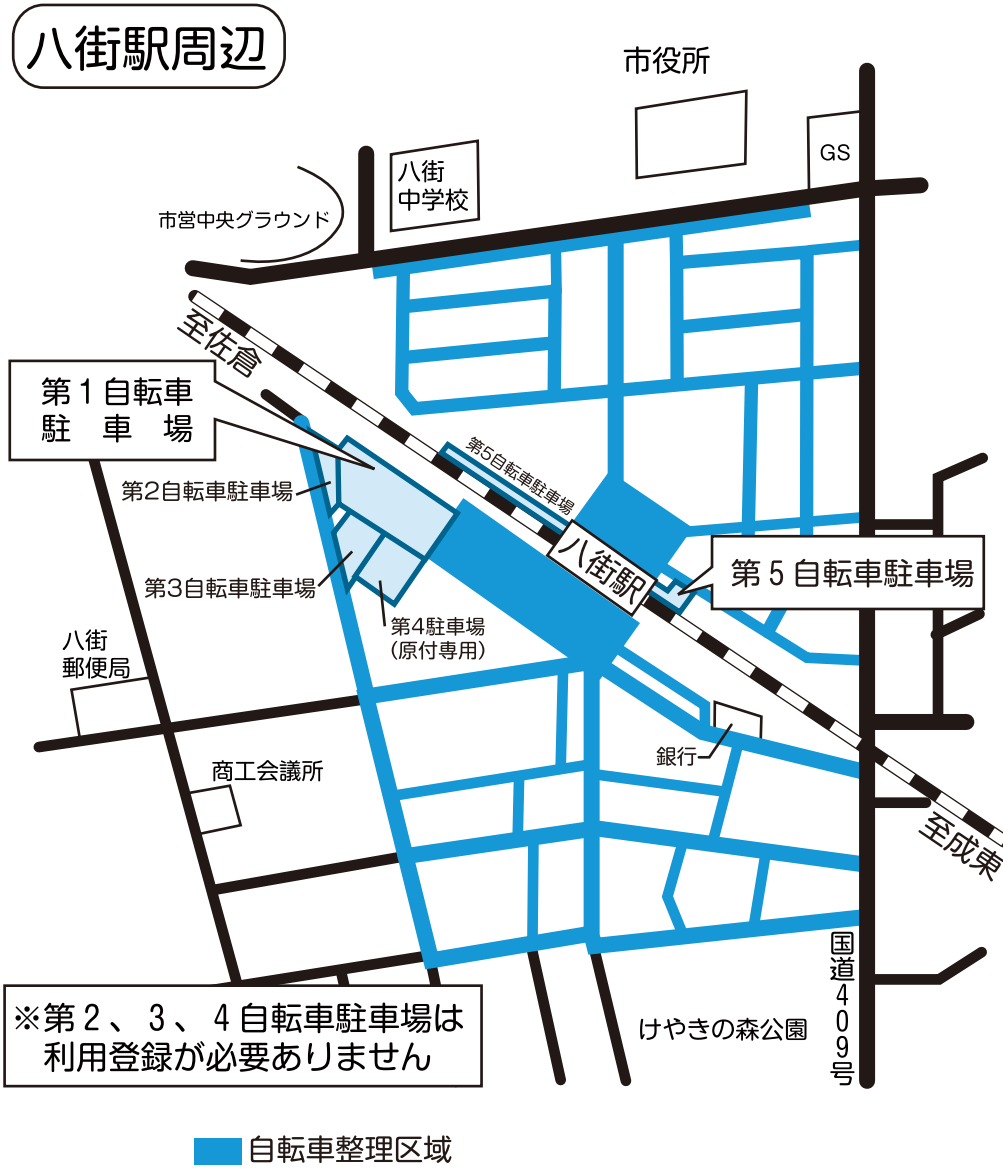 八街駅周辺
市役所
GS
八街
中学校
市営中央グラウンド
至佐倉
第1自転車
駐車場
第5自転車駐車場
第2自転車駐車場
八街駅
第5自転車駐車場
第3自転車駐車場
第4駐車場
(原付専用)
八街
郵便局
銀行
商工会議所
至成東
国道409号
※第2、3、4自転車駐車場は
利用登録が必要ありません
けやきの森公園
自転車整理区域